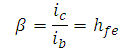 β = i_c / i_b = h_fe